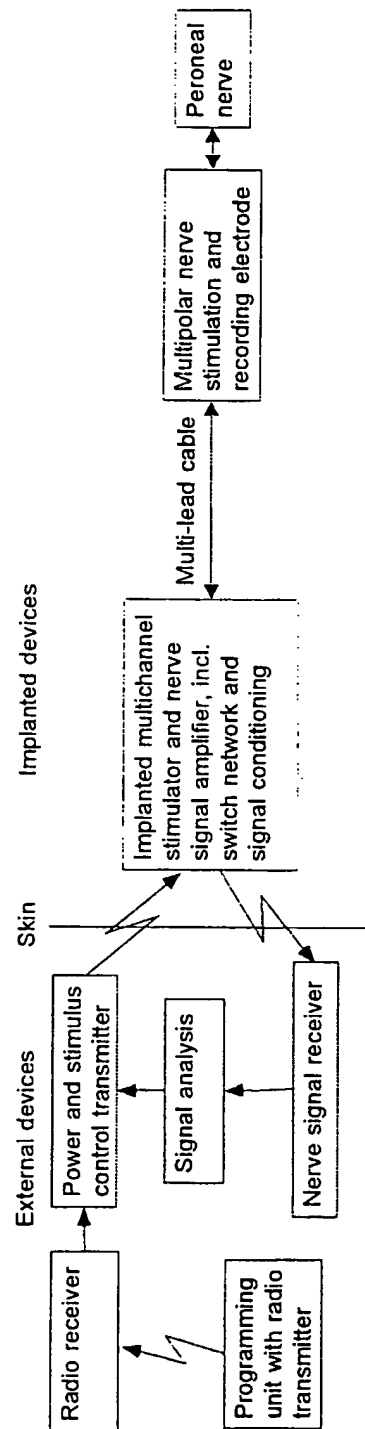 External devices
Skin
Implanted devices
Radio receiver
Programming
unit with radio
transmitter
Power and stimulus
control transmitter
Signal analysis
Nerve signal receiver
Implanted multichannel
stimulator and nerve
signal amplifier, incl.
switch network and
signal conditioning
Multi-lead cable
Multipolar nerve
stimulation and
recording electrode
Peroneal
nerve